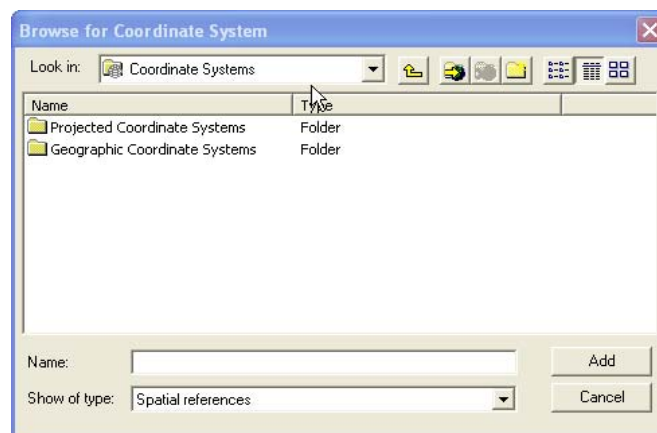 Browse for Coordinate System
Look in: Coordinate Systems
Name Type
Projected Coordinate Systems Folder
Geographic Coordinate Systems Folder
Name: Add
Show of type: Spatial references Cancel